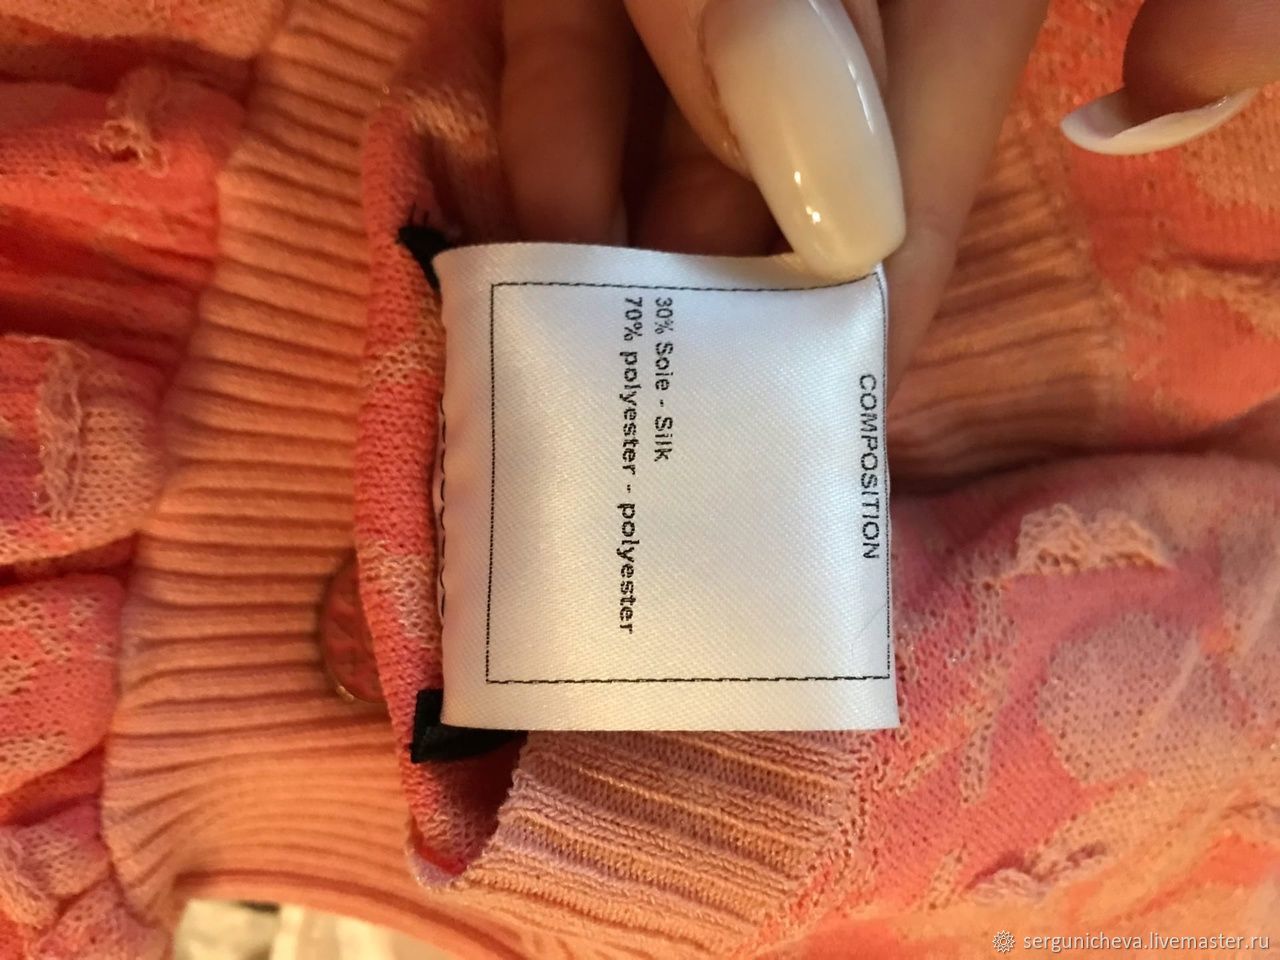 COMPOSITION
30% Soie - Silk
70% polyester - polyester
sergunicheva.livemaster.ru